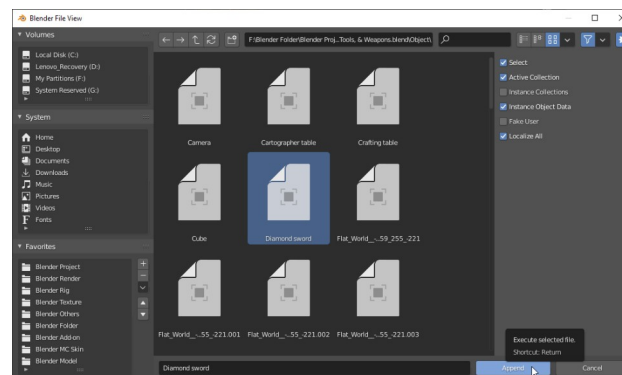 Blender File View
Volumes
Local Disk (C:)
Lenovo_Recovery (D:)
My Partitions (F:)
System Reserved (G:)
System
Home
Desktop
Documents
Downloads
Music
Pictures
Videos
Fonts
Favorites
Blender Project
Blender Render
Blender Rig
Blender Texture
Blender Others
Blender Folder
Blender Add-on
Blender MC Skin
Blender Model
F:\Blender Folder\Blender Proj...Tools, & Weapons.blend\Object\
Camera
Cartographer table
Crafting table
Cube
Diamond sword
Flat_World__-...59_255_-221
Flat_World__-...55_-221.001
Flat_World__-...55_-221.002
Flat_World__-...55_-221.003
Select
Active Collection
Instance Collections
Instance Object Data
Fake User
Localize All
Execute selected file.
Shortcut: Return
Diamond sword
Append
Cancel